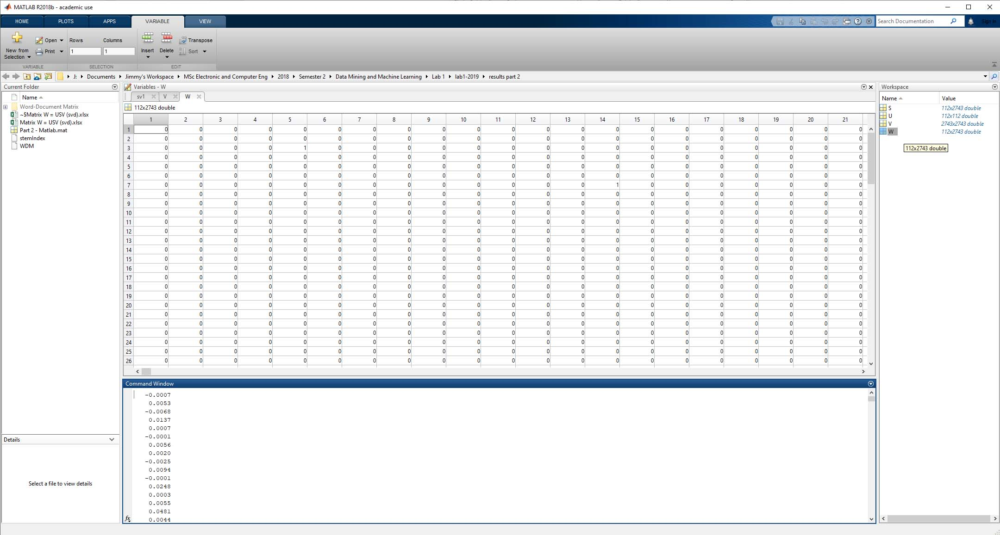 MATLAB R2018b - academic use
HOME PLOTS APPS VARIABLE VIEW Search Documentation Sign In
New from Selection Open Print Rows Columns 1 1 Insert Delete Transpose Sort
VARIABLE SELECTION EDIT
J: Documents Jimmy's Workspace MSc Electronic and Computer Eng 2018 Semester 2 Data Mining and Machine Learning Lab 1 lab1-2019 results part 2
Current Folder
Name
Word-Document Matrix
~$Matrix W = USV (svd).xlsx
Matrix W = USV (svd).xlsx
Part 2 - Matlab.mat
stemIndex
WDM
Details
Select a file to view details
Variables - W
sv1 V W
112x2743 double
1 2 3 4 5 6 7 8 9 10 11 12 13 14 15 16 17 18 19 20 21
1 0 0 0 0 0 0 0 0 0 0 0 0 0 0 0 0 0 0 0 0 0
2 0 0 0 0 0 0 0 0 0 0 0 0 0 0 0 0 0 0 0 0 0
3 0 0 0 0 1 0 0 0 0 0 0 0 0 0 0 0 0 0 0 0 0
4 0 0 0 0 0 0 0 0 0 0 0 0 0 0 0 0 0 0 0 0 0
5 0 0 0 0 0 0 0 0 0 0 0 0 0 0 0 0 0 0 0 0 0
6 0 0 0 0 0 0 0 0 0 0 0 0 0 0 0 0 0 0 0 0 0
7 0 0 0 0 0 0 0 0 0 0 0 0 0 1 0 0 0 0 0 0 0
8 0 0 0 0 0 0 0 0 0 0 0 0 0 0 0 0 0 0 0 0 0
9 0 0 0 0 0 0 0 0 0 0 0 0 0 0 0 0 0 0 0 0 0
10 0 0 0 0 0 0 0 0 0 0 0 0 0 0 0 0 0 0 0 0 0
11 0 0 0 0 0 0 0 0 0 0 0 0 0 0 0 0 0 0 0 0 0
12 0 0 0 0 0 0 0 0 0 0 0 0 0 0 0 0 0 0 0 0 0
13 0 0 0 0 0 0 0 0 0 0 0 0 0 0 0 0 0 0 0 0 0
14 0 0 0 0 0 0 0 0 0 0 0 0 0 0 0 0 0 0 0 0 0
15 0 0 0 0 0 0 0 0 0 0 0 0 0 0 0 0 0 0 0 0 0
16 0 0 0 0 0 0 0 0 0 0 0 0 0 0 0 0 0 0 0 0 0
17 0 0 0 0 0 0 0 0 0 0 0 0 0 0 0 0 0 0 0 0 0
18 0 0 0 0 0 0 0 0 0 0 0 0 0 0 0 0 0 0 0 0 0
19 0 0 0 0 0 0 0 0 0 0 0 0 0 0 0 0 0 0 0 0 0
20 0 0 0 0 0 0 0 0 0 0 0 0 0 0 0 0 0 0 0 0 0
21 0 0 0 0 0 0 0 0 0 0 0 0 0 0 0 0 0 0 0 0 0
22 0 0 0 0 0 0 0 0 0 0 0 0 0 0 0 0 0 0 0 0 0
23 0 0 0 0 0 0 0 0 0 0 0 0 0 0 0 0 0 0 0 0 0
24 0 0 0 0 0 0 0 0 0 0 0 0 0 0 0 0 0 0 0 0 0
25 0 0 0 0 0 0 0 0 0 0 0 0 0 0 0 0 0 0 0 0 0
26 0 0 0 0 0 0 0 0 0 0 0 0 0 0 0 0 0 0 0 0 0
Command Window
-0.0007
0.0053
-0.0068
0.0137
0.0007
-0.0001
0.0056
0.0020
-0.0025
0.0094
-0.0001
0.0248
0.0003
0.0055
0.0481
fx 0.0044
Workspace
Name Value
S 112x2743 double
U 112x112 double
V 2743x2743 double
W 112x2743 double
112x2743 double